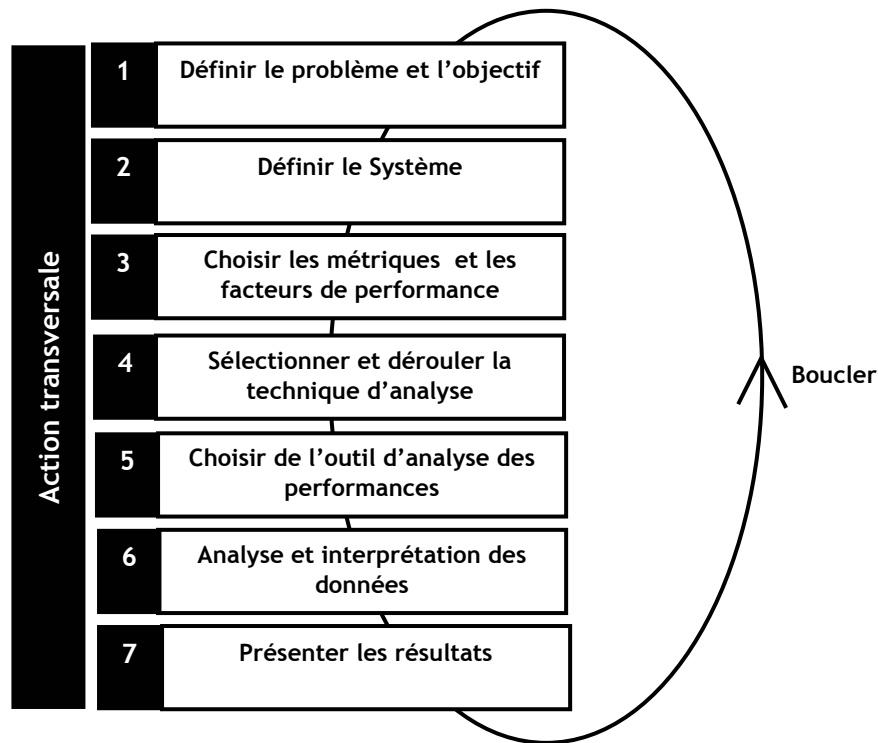 Action transversale
1
Définir le problème et l’objectif
2
Définir le Système
3
Choisir les métriques et les
facteurs de performance
4
Sélectionner et dérouler la
technique d’analyse
5
Choisir de l’outil d’analyse des
performances
6
Analyse et interprétation des
données
7
Présenter les résultats
Boucler